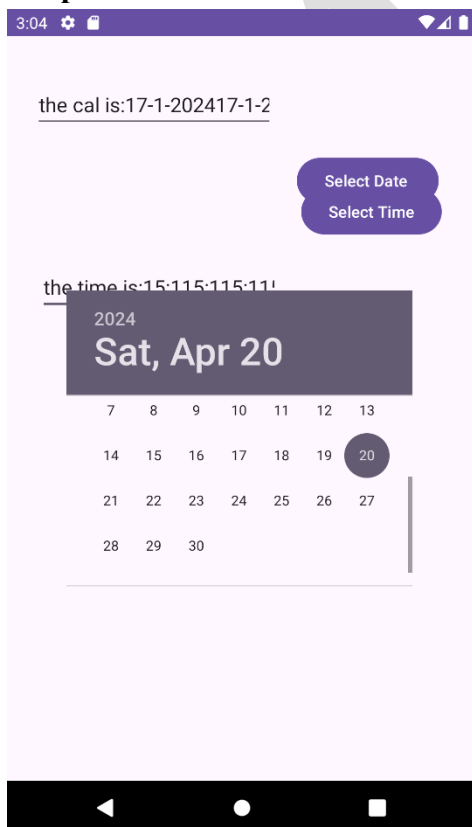 3:04
the cal is:17-1-202417-1-2
Select Date
Select Time
the time is:15:115:115:11
2024
Sat, Apr 20
7 8 9 10 11 12 13
14 15 16 17 18 19 20
21 22 23 24 25 26 27
28 29 30